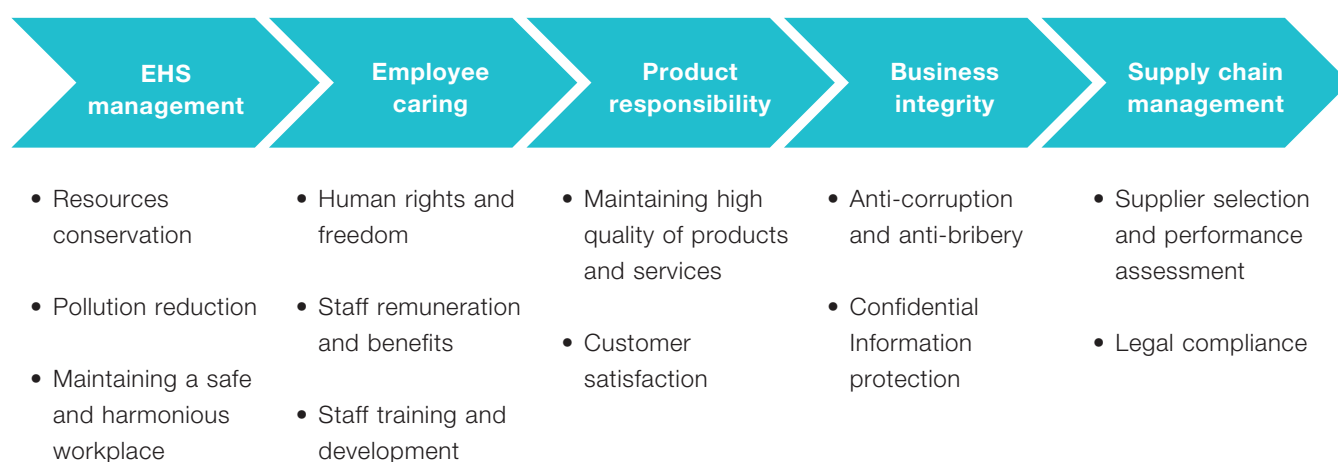 EHS
management
Employee
caring
Product
responsibility
Business
integrity
Supply chain
management
• Resources
conservation
• Pollution reduction
• Maintaining a safe
and harmonious
workplace
• Human rights and
freedom
• Staff remuneration
and benefits
• Staff training and
development
• Maintaining high
quality of products
and services
• Customer
satisfaction
• Anti-corruption
and anti-bribery
• Confidential
Information
protection
• Supplier selection
and performance
assessment
• Legal compliance